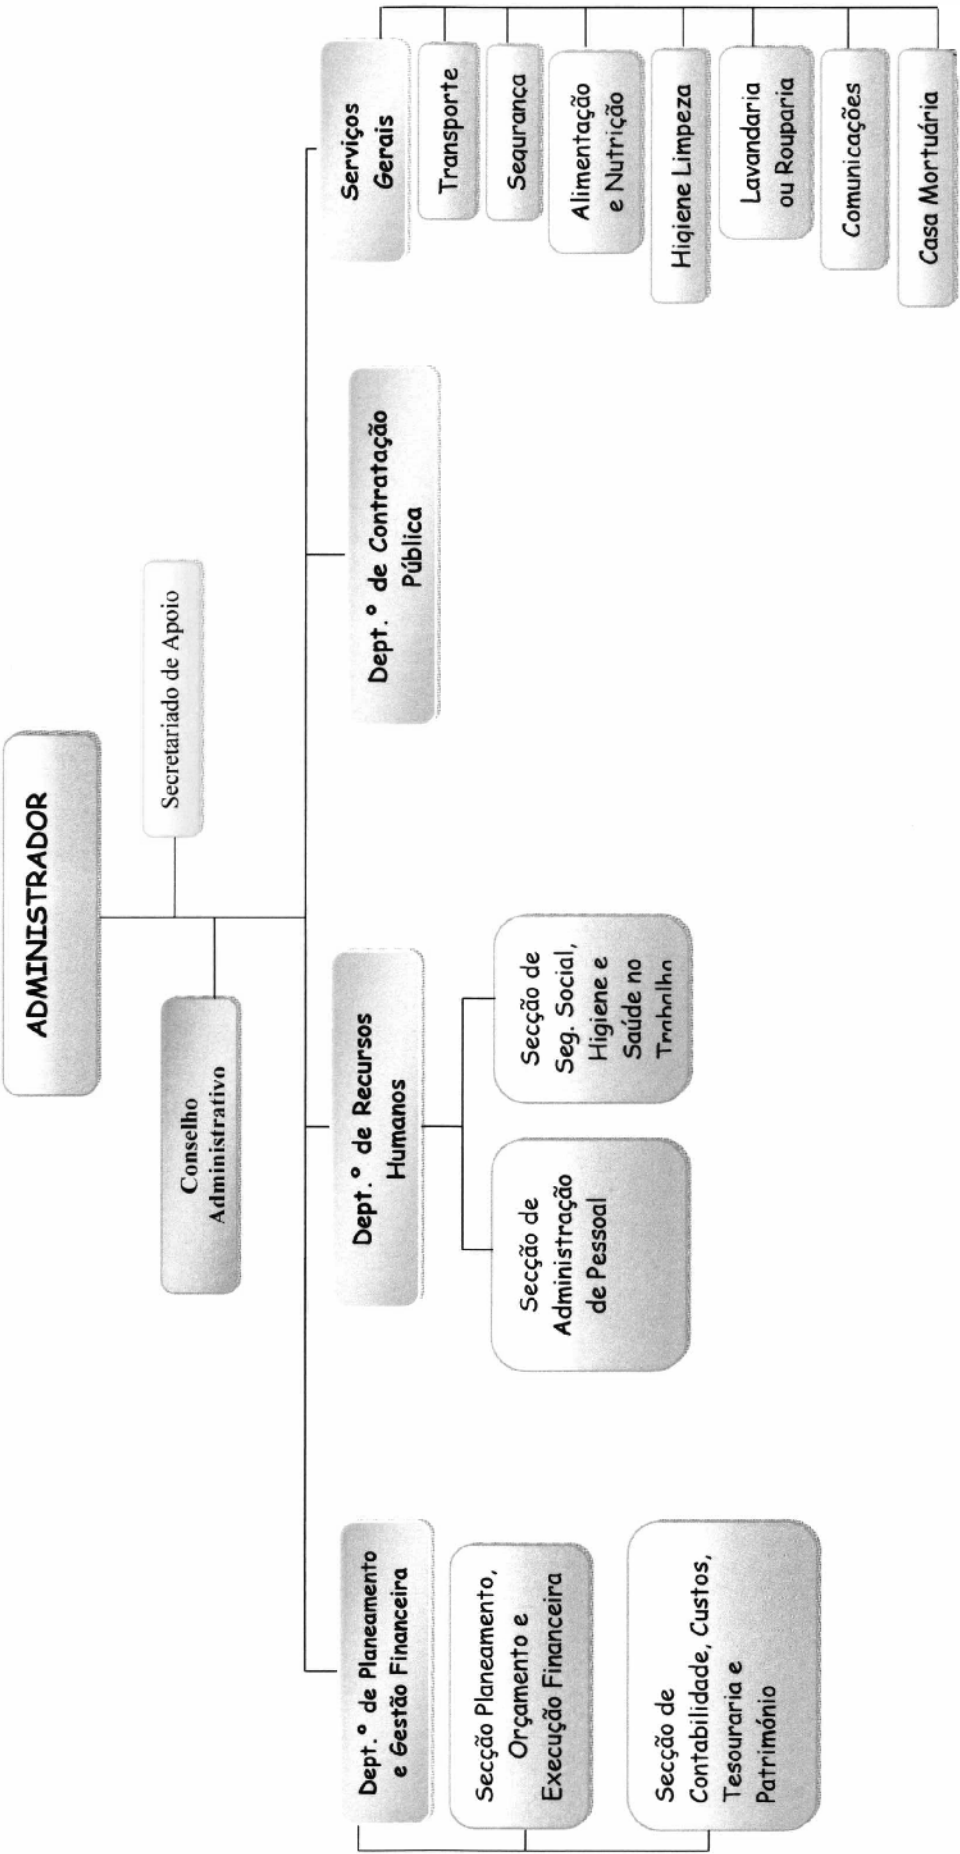 ADMINISTRADOR
Secretariado de Apoio
Conselho
Administrativo
Dept.º de Planeamento
e Gestão Financeira
Secção Planeamento,
Orçamento e
Execução Financeira
Secção de
Contabilidade, Custos,
Tesouraria e
Património
Dept.º de Recursos
Humanos
Secção de
Administração
de Pessoal
Secção de
Seg. Social,
Higiene e
Saúde no
Trabalho
Dept.º de Contratação
Pública
Serviços
Gerais
Transporte
Segurança
Alimentação
e Nutrição
Higiene Limpeza
Lavandaria
ou Rouparia
Comunicações
Casa Mortuária